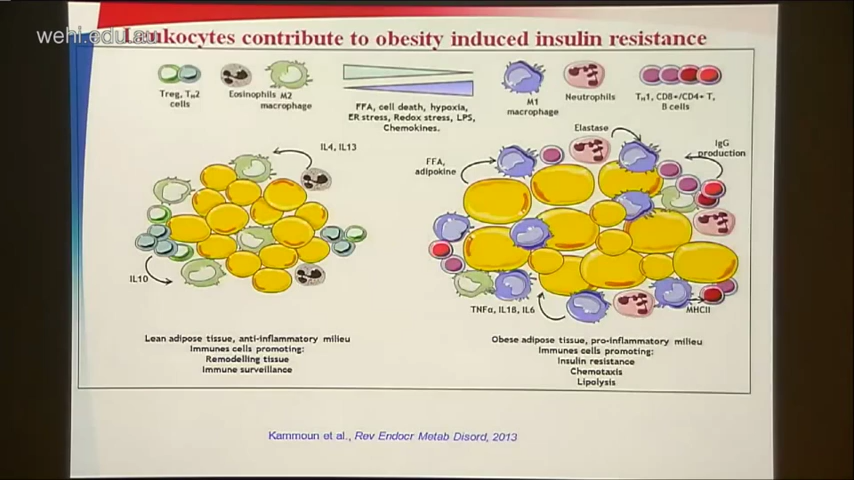 wehi.edu.au
Leukocytes contribute to obesity induced insulin resistance
Treg, TH2
cells
Eosinophils
M2
macrophage
FFA, cell death, hypoxia,
ER stress, Redox stress, LPS,
Chemokines.
M1
macrophage
Neutrophils
TH1, CD8+/CD4+ T,
B cells
IL4, IL13
IL10
Elastase
IgG
production
FFA,
adipokine
TNFα, IL1ß, IL6
MHCII
Lean adipose tissue, anti-inflammatory milieu
Immunes cells promoting:
Remodelling tissue
Immune surveillance
Obese adipose tissue, pro-inflammatory milieu
Immunes cells promoting:
Insulin resistance
Chemotaxis
Lipolysis
Kammoun et al., Rev Endocr Metab Disord, 2013